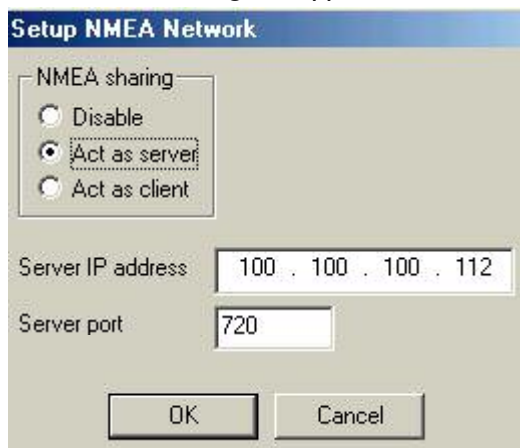 Setup NMEA Network
NMEA sharing
Disable
Act as server
Act as client
Server IP address 100 . 100 . 100 . 112
Server port 720
OK Cancel